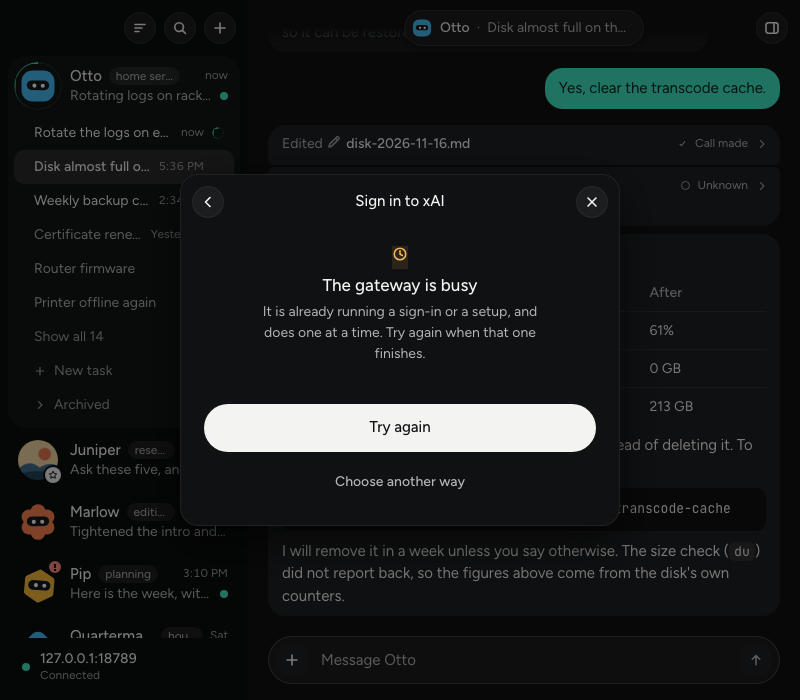 Otto home ser... now
Rotating logs on rack...
Rotate the logs on e... now
Disk almost full o... 5:36 PM
Weekly backup c... 2:34
Certificate rene... Yeste
Router firmware
Printer offline again
Show all 14
New task
Archived
Juniper rese...
Ask these five, an
Marlow editi...
Tightened the intro and...
Pip planning 3:10 PM
Here is the week, wit...
Quarterma hou... Sat
127.0.0.1:18789
Connected
so it can be restore
Otto · Disk almost full on th...
Yes, clear the transcode cache.
Edited disk-2026-11-16.md Call made
Unknown
After
61%
0 GB
213 GB
ead of deleting it. To
transcode-cache
I will remove it in a week unless you say otherwise. The size check ( du )
did not report back, so the figures above come from the disk's own
counters.
Message Otto
Sign in to xAI
The gateway is busy
It is already running a sign-in or a setup, and
does one at a time. Try again when that one
finishes.
Try again
Choose another way